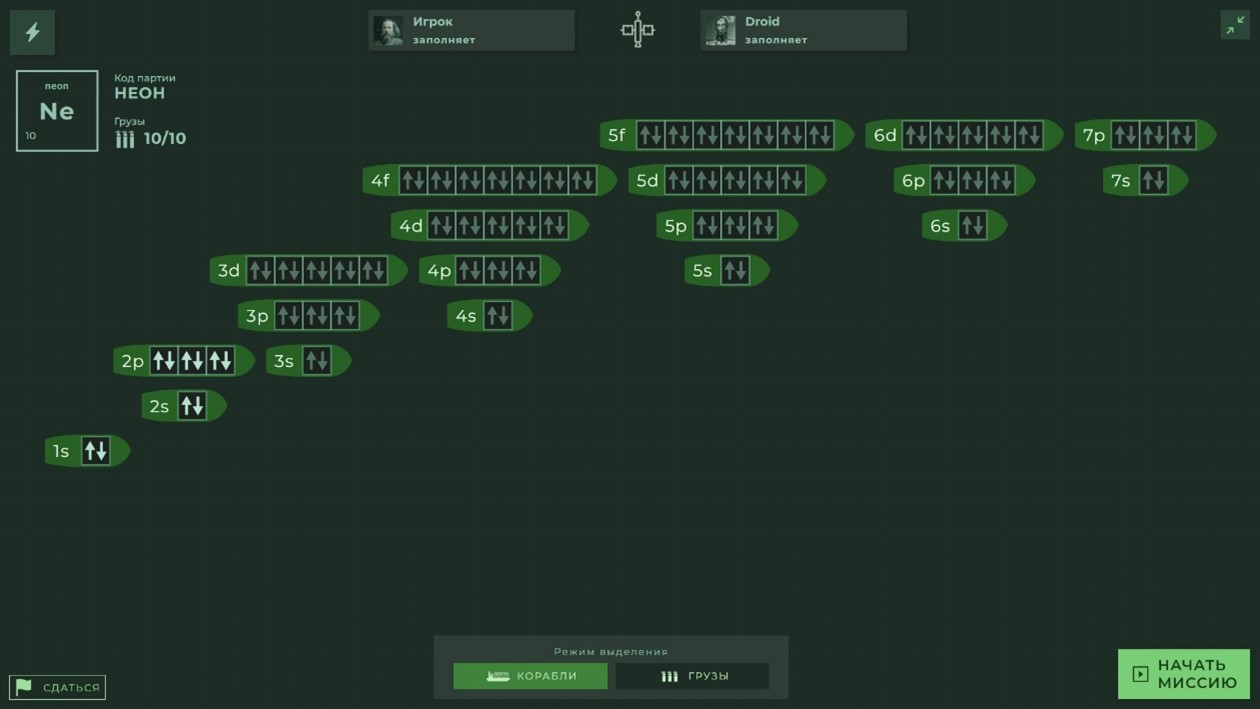 Игрок
заполняет
Droid
заполняет
neon
Ne
10
Код партии
НЕОН
Грузы
10/10
5f
6d
7p
4f
5d
6p
7s
4d
5p
6s
3d
4p
5s
3p
4s
2p
3s
2s
1s
Режим выделения
КОРАБЛИ
ГРУЗЫ
СДАТЬСЯ
НАЧАТЬ
МИССИЮ